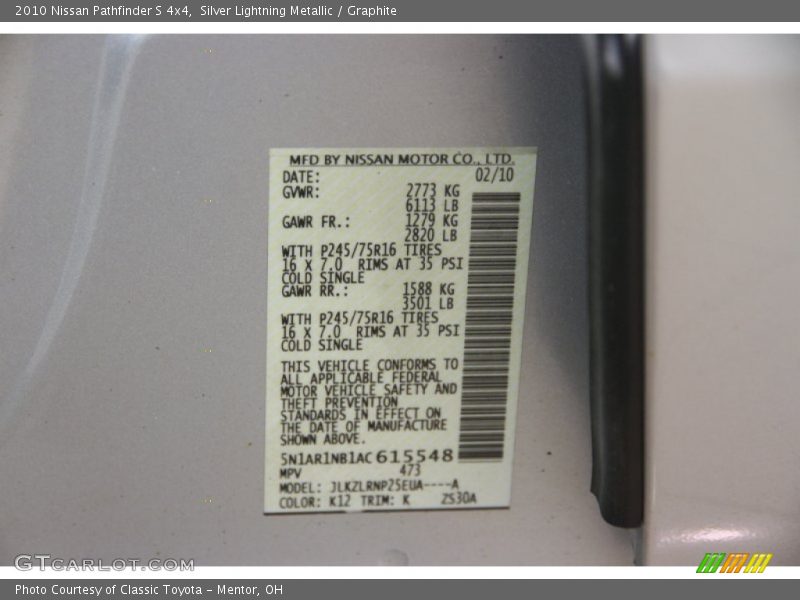 2010 Nissan Pathfinder S 4x4,  Silver Lightning Metallic / Graphite
MFD BY NISSAN MOTOR CO., LTD.
DATE: 02/10
GVWR: 2773 KG
6113 LB
GAWR FR.: 1279 KG
2820 LB
WITH P245/75R16 TIRES
16 X 7.0 RIMS AT 35 PSI
COLD SINGLE
GAWR RR.: 1588 KG
3501 LB
WITH P245/75R16 TIRES
16 X 7.0 RIMS AT 35 PSI
COLD SINGLE
THIS VEHICLE CONFORMS TO
ALL APPLICABLE FEDERAL
MOTOR VEHICLE SAFETY AND
THEFT PREVENTION
STANDARDS IN EFFECT ON
THE DATE OF MANUFACTURE
SHOWN ABOVE.
5N1AR1NB1AC615548
MPV 473
MODEL: JLKZLRNP25EUA----A
COLOR: K12 TRIM: K ZS30A
GTcarlot.com
Photo Courtesy of Classic Toyota - Mentor, OH